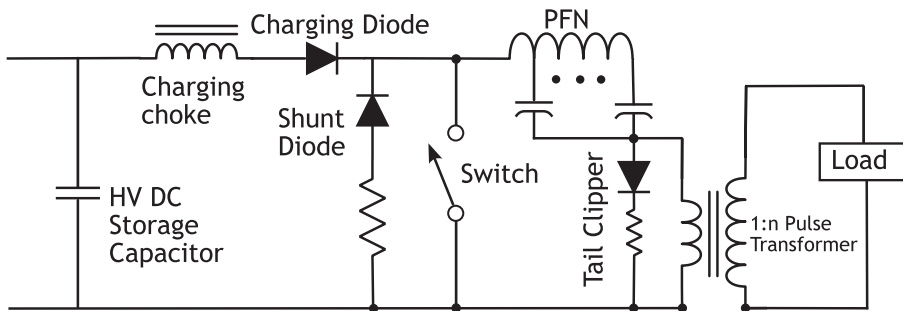 PFN
Charging Diode
Charging
choke
Shunt
Diode
Switch
Load
HV DC
Storage
Capacitor
Tail Clipper
1:n Pulse
Transformer